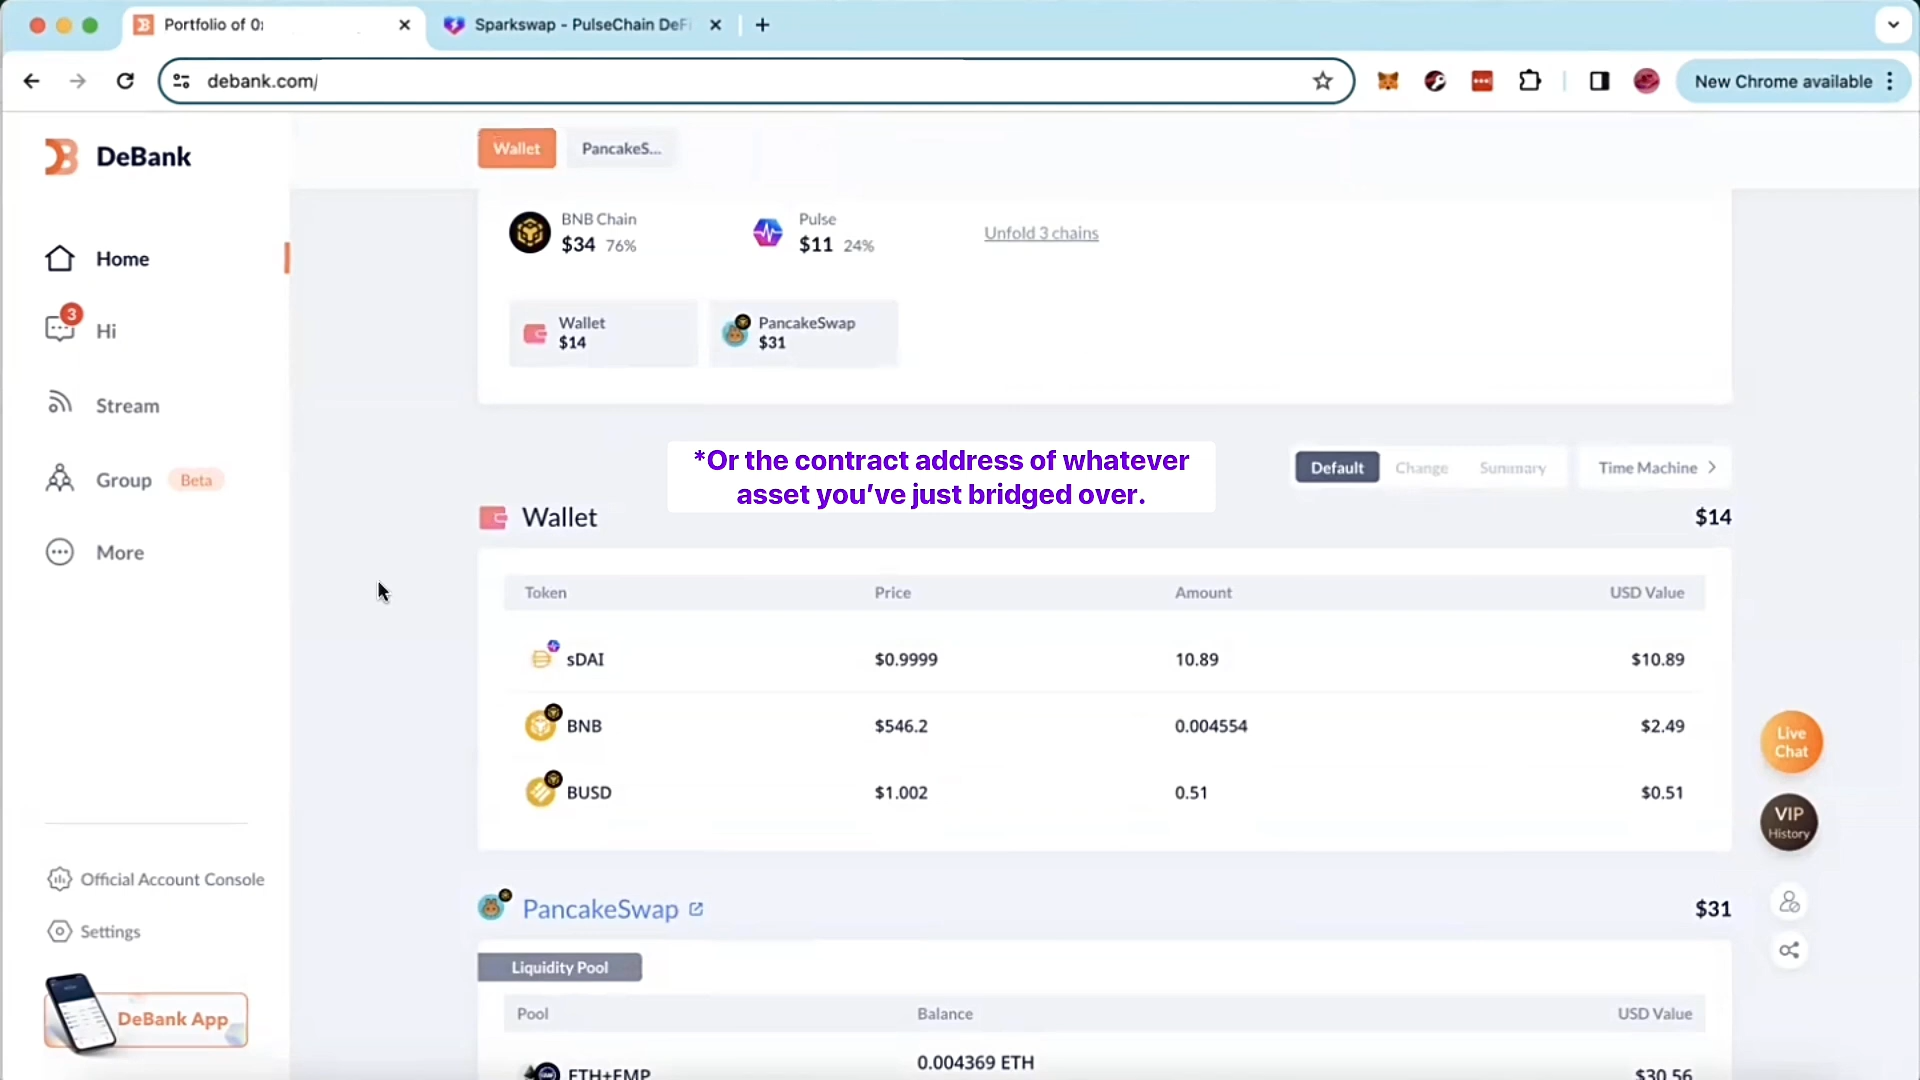 Portfolio of 0:
Sparkswap - PulseChain DeFi
debank.com/
New Chrome available
DeBank
Wallet
PancakeS...
BNB Chain
$34 76%
Pulse
$11 24%
Unfold 3 chains
Home
3
Hi
Stream
Group Beta
More
Wallet
$14
PancakeSwap
$31
*Or the contract address of whatever
asset you’ve just bridged over.
Default Change Summary Time Machine
Wallet
$14
Token Price Amount USD Value
sDAI $0.9999 10.89 $10.89
BNB $546.2 0.004554 $2.49
BUSD $1.002 0.51 $0.51
Live
Chat
VIP
History
PancakeSwap
$31
Liquidity Pool
Pool Balance USD Value
0.004369 ETH
ETH+EMP $30.56
Official Account Console
Settings
DeBank App